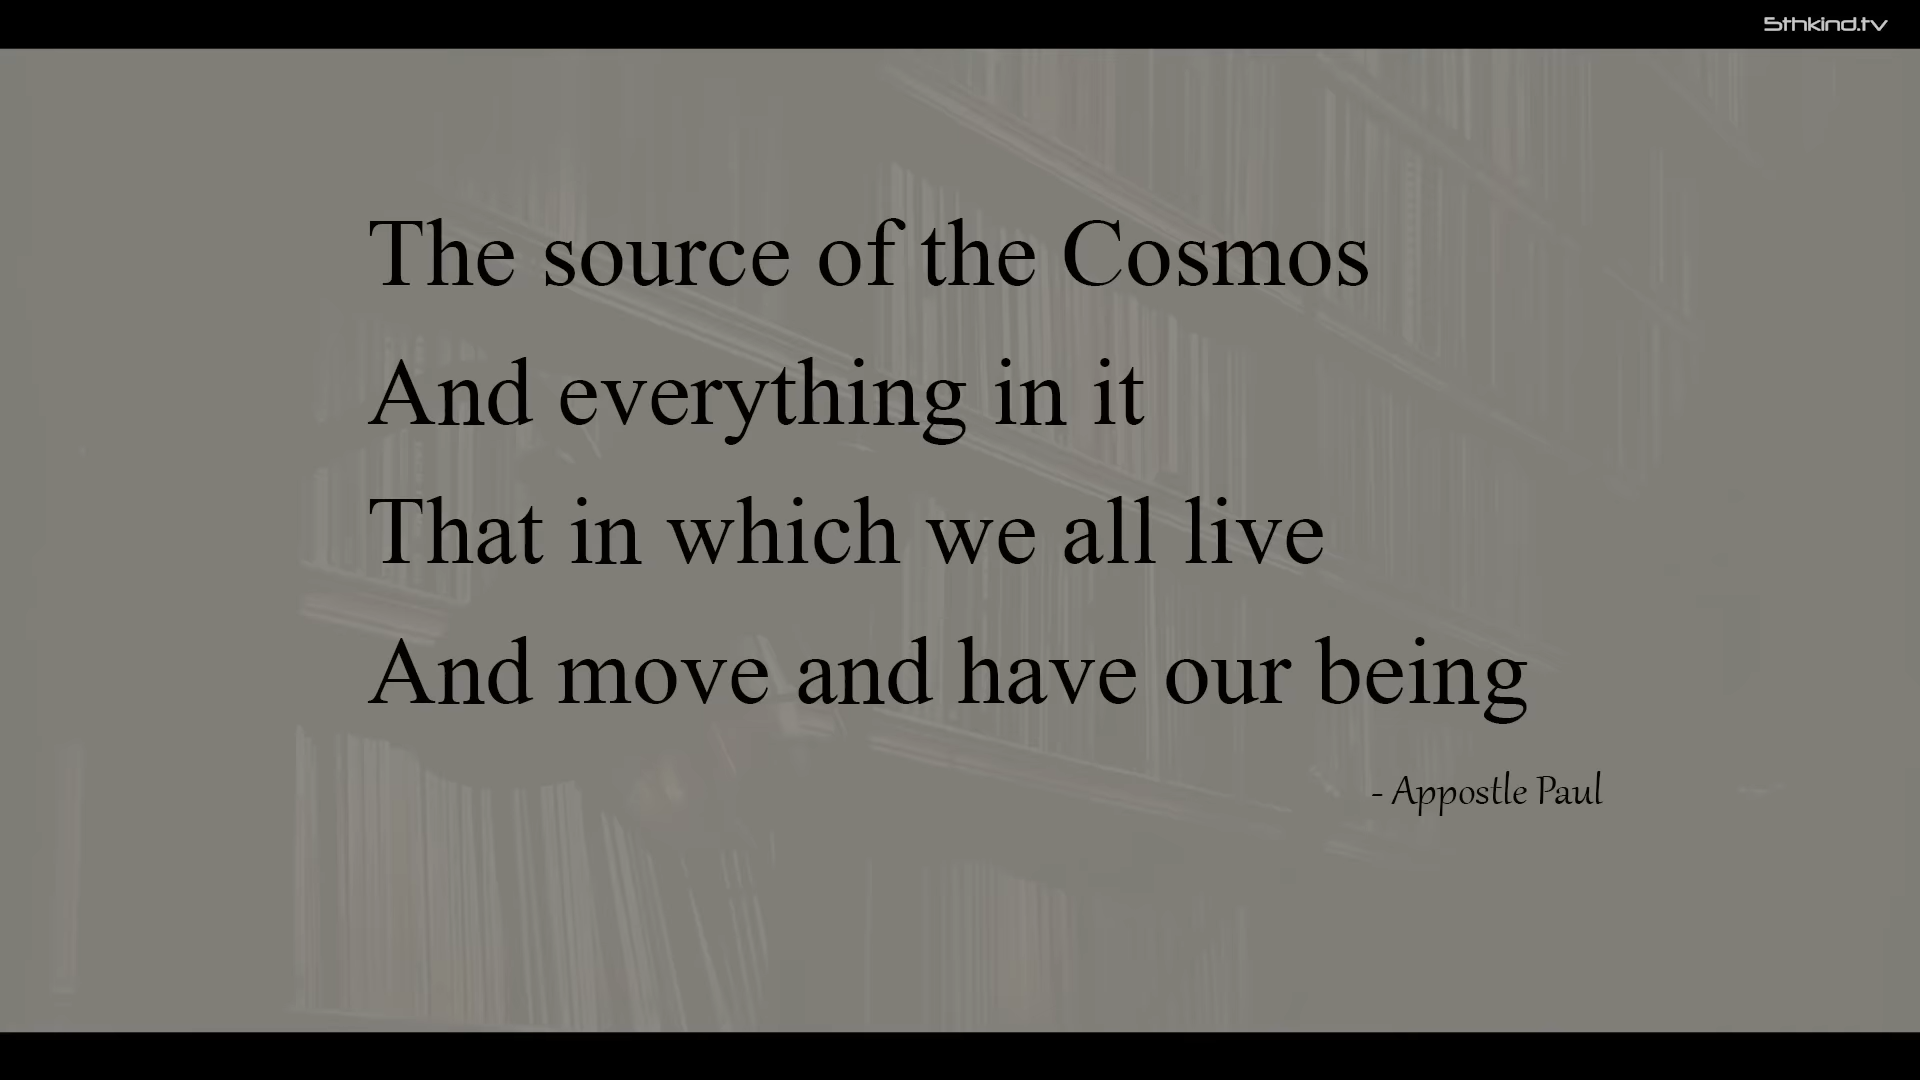 5thkind.tv
The source of the Cosmos
And everything in it
That in which we all live
And move and have our being
- Appostle Paul